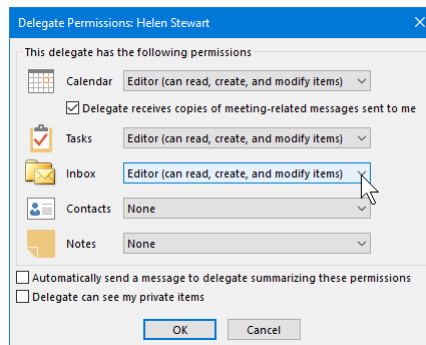 Delegate Permissions: Helen Stewart
This delegate has the following permissions
Calendar Editor (can read, create, and modify items)
Delegate receives copies of meeting-related messages sent to me
Tasks Editor (can read, create, and modify items)
Inbox Editor (can read, create, and modify items)
Contacts None
Notes None
Automatically send a message to delegate summarizing these permissions
Delegate can see my private items
OK Cancel